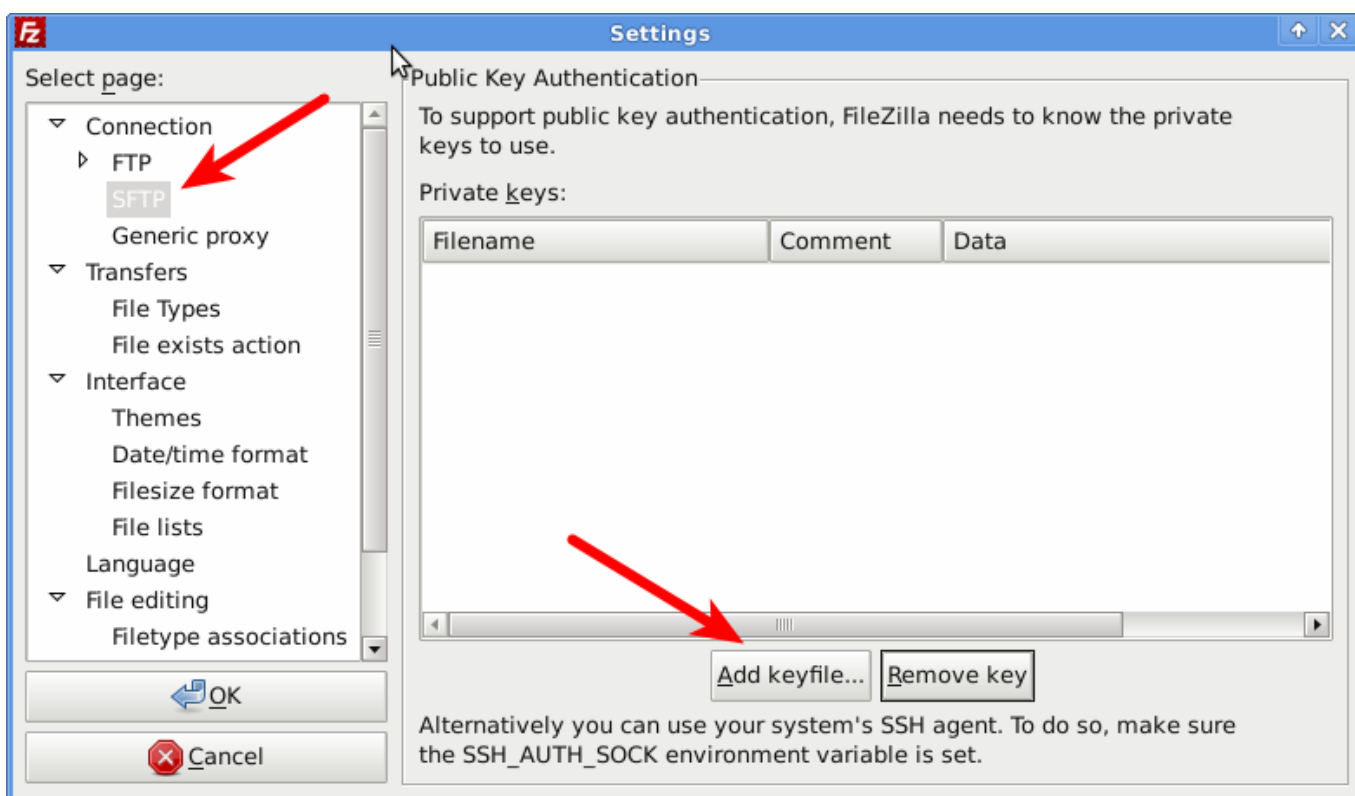 Fz
Settings
Select page:
Connection
FTP
SFTP
Generic proxy
Transfers
File Types
File exists action
Interface
Themes
Date/time format
Filesize format
File lists
Language
File editing
Filetype associations
OK
Cancel
Public Key Authentication
To support public key authentication, FileZilla needs to know the private
keys to use.
Private keys:
Filename Comment Data
Add keyfile... Remove key
Alternatively you can use your system's SSH agent. To do so, make sure
the SSH_AUTH_SOCK environment variable is set.